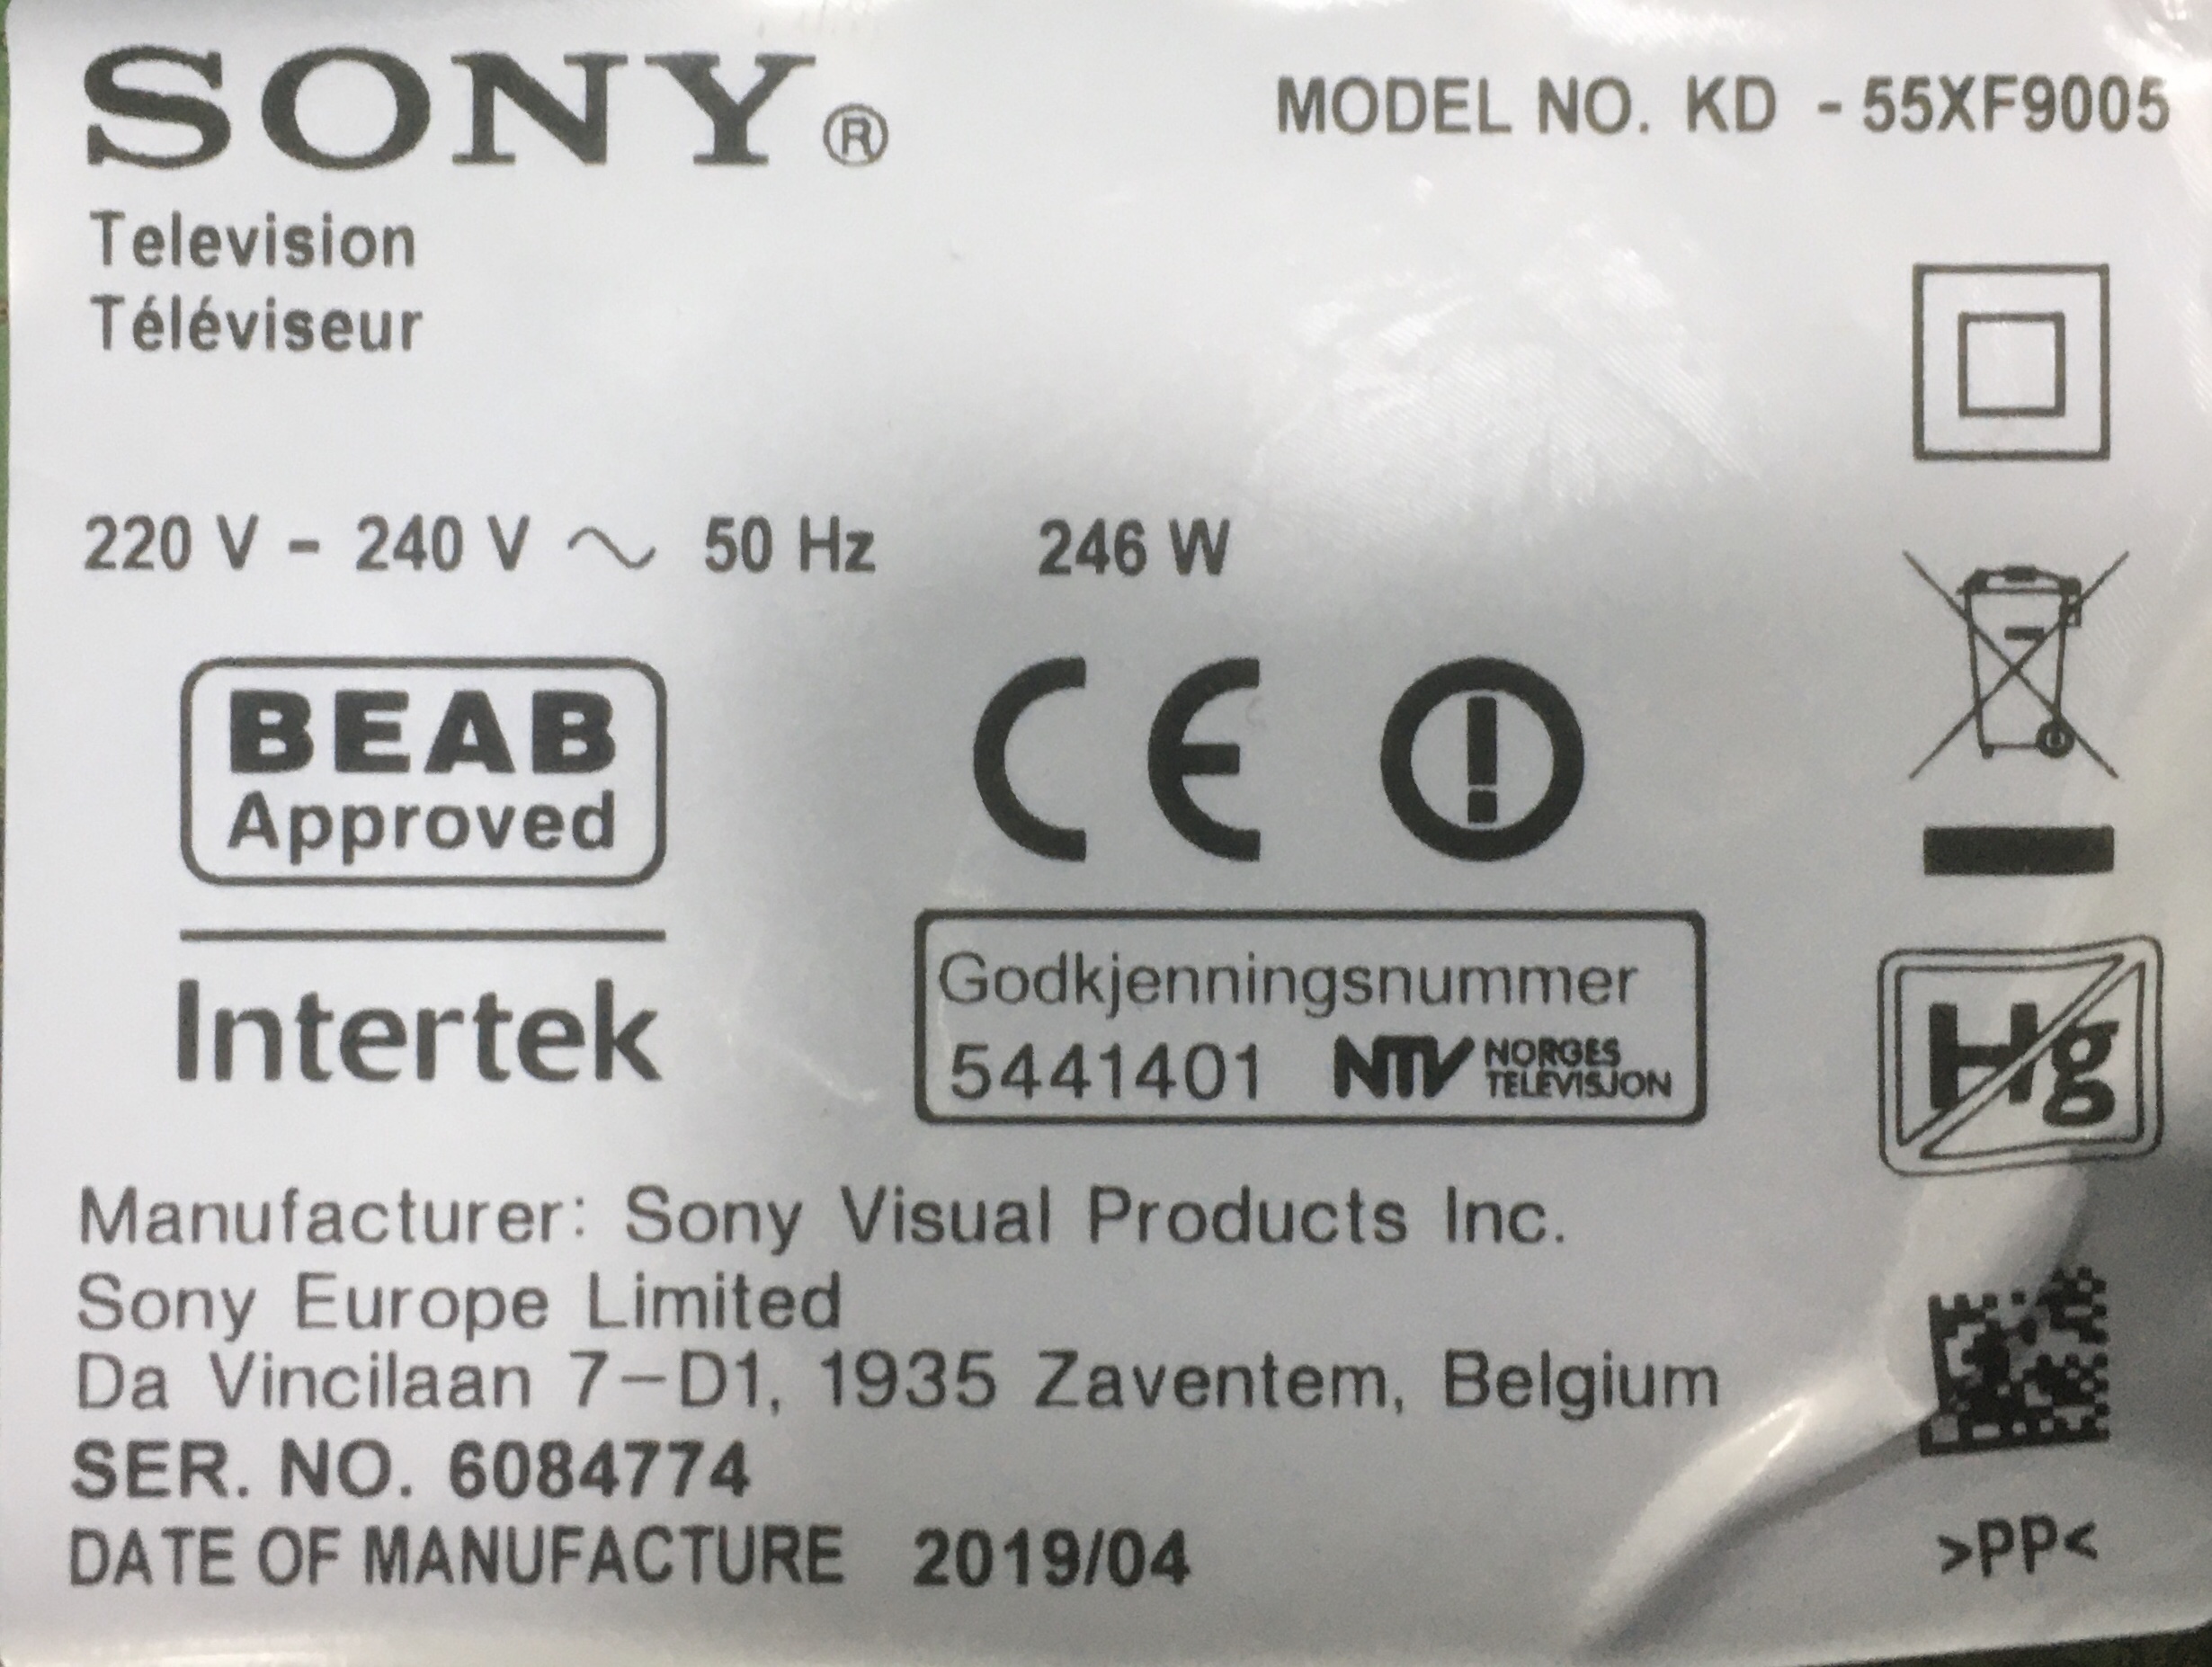 SONY®
MODEL NO. KD - 55XF9005
Television
Téléviseur
220 V - 240 V ~ 50 Hz 246 W
BEAB
Approved
CE
Intertek
Godkjenningsnummer
5441401 NTV NORGES TELEVISJON
Hg
Manufacturer: Sony Visual Products Inc.
Sony Europe Limited
Da Vincilaan 7-D1, 1935 Zaventem, Belgium
SER. NO. 6084774
DATE OF MANUFACTURE 2019/04
>PP<